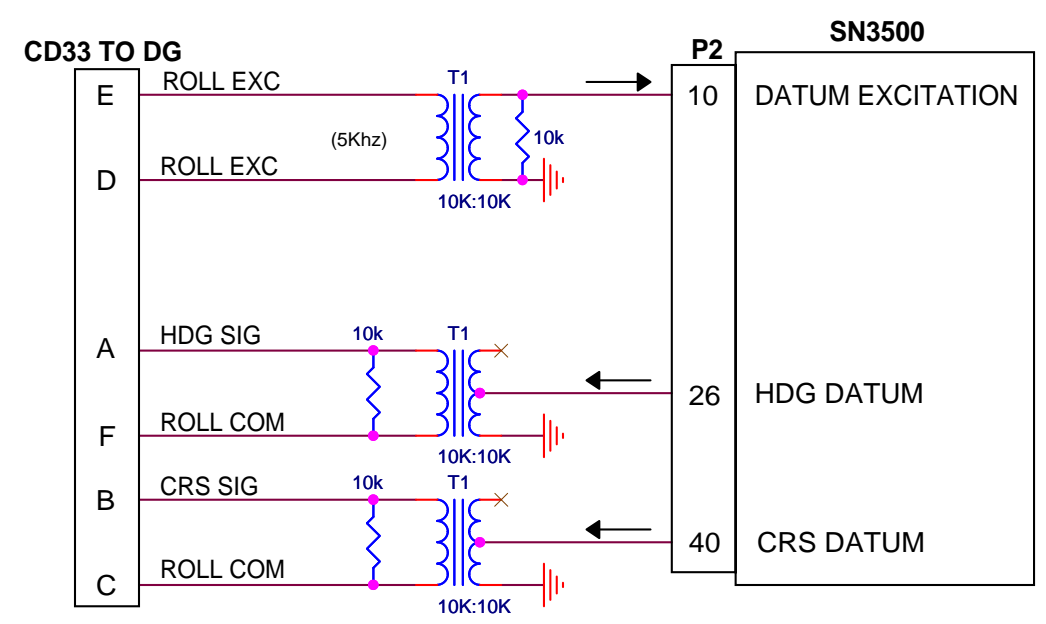 SN3500
CD33 TO DG
P2
E
ROLL EXC
T1
10
DATUM EXCITATION
(5Khz)
10k
D
ROLL EXC
10K:10K
A
HDG SIG
10k
T1
26
HDG DATUM
F
ROLL COM
10K:10K
B
CRS SIG
10k
T1
40
CRS DATUM
C
ROLL COM
10K:10K